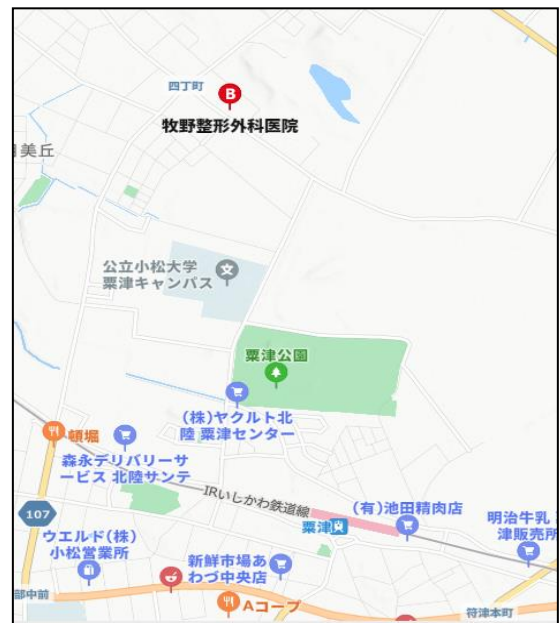 四丁町
B
牧野整形外科医院
美丘
公立小松大学
粟津キャンパス
粟津公園
(株)ヤクルト北
陸 粟津センター
頓堀
森永デリバリーサ
ービス 北陸サンテ
IRいしかわ鉄道線
(有)池田精肉店
粟津
107
明治牛乳
津販売所
ウエルド(株)
小松営業所
新鮮市場あ
わづ中央店
部中前
Aコープ
符津本町